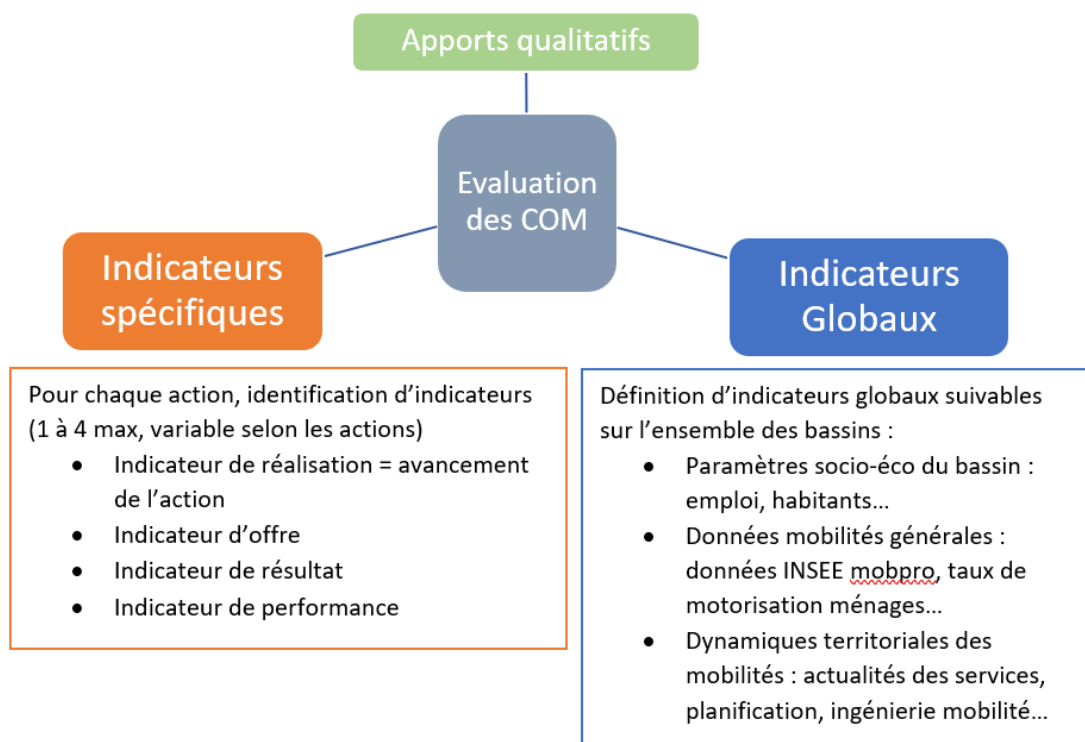 Apports qualitatifs
Evaluation
des COM
Indicateurs
spécifiques
Indicateurs
Globaux
Pour chaque action, identification d’indicateurs
(1 à 4 max, variable selon les actions)
• Indicateur de réalisation = avancement
de l’action
• Indicateur d’offre
• Indicateur de résultat
• Indicateur de performance
Définition d’indicateurs globaux suivables
sur l’ensemble des bassins :
• Paramètres socio-éco du bassin :
emploi, habitants…
• Données mobilités générales :
données INSEE mobpro, taux de
motorisation ménages…
• Dynamiques territoriales des
mobilités : actualités des services,
planification, ingénierie mobilité…